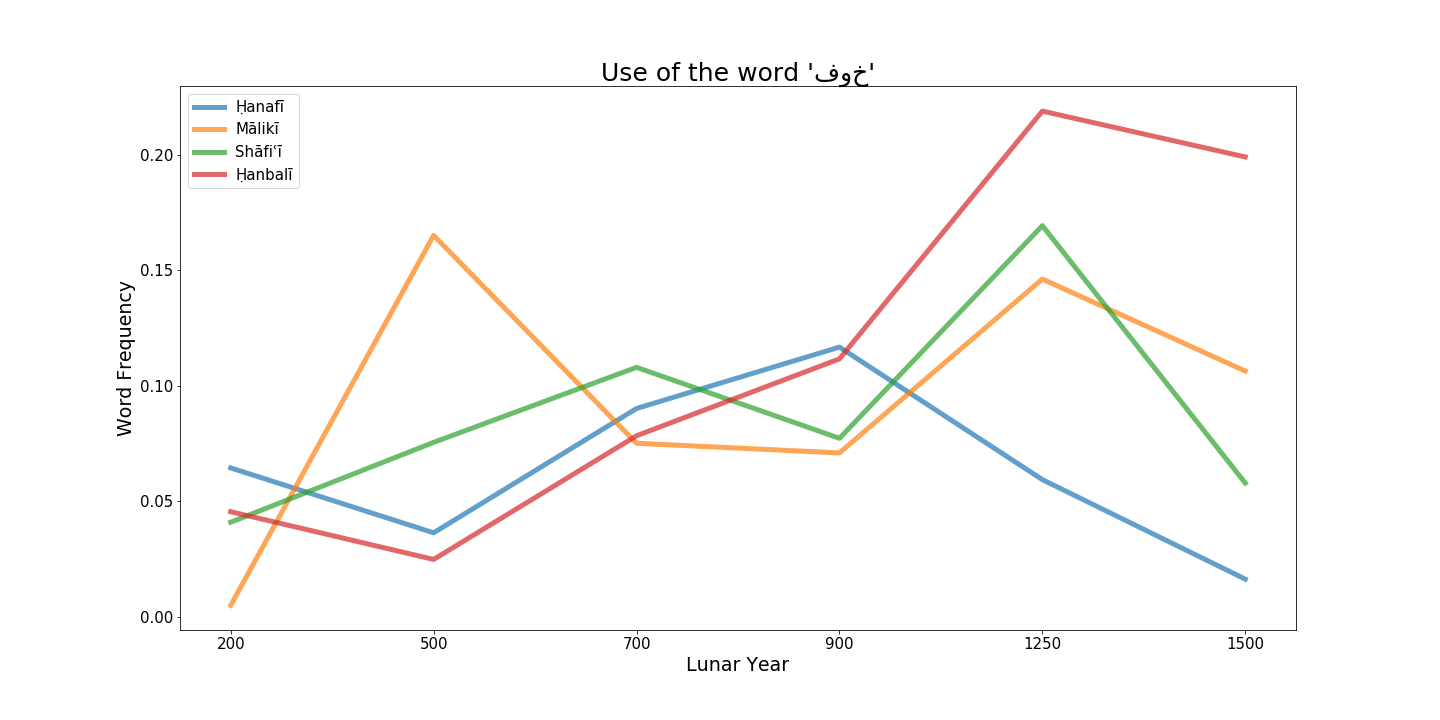 Use of the word 'خوف'
Ḥanafī
Mālikī
Shāfiʿī
Ḥanbalī
0.20
0.15
0.10
0.05
0.00
Word Frequency
200 500 700 900 1250 1500
Lunar Year